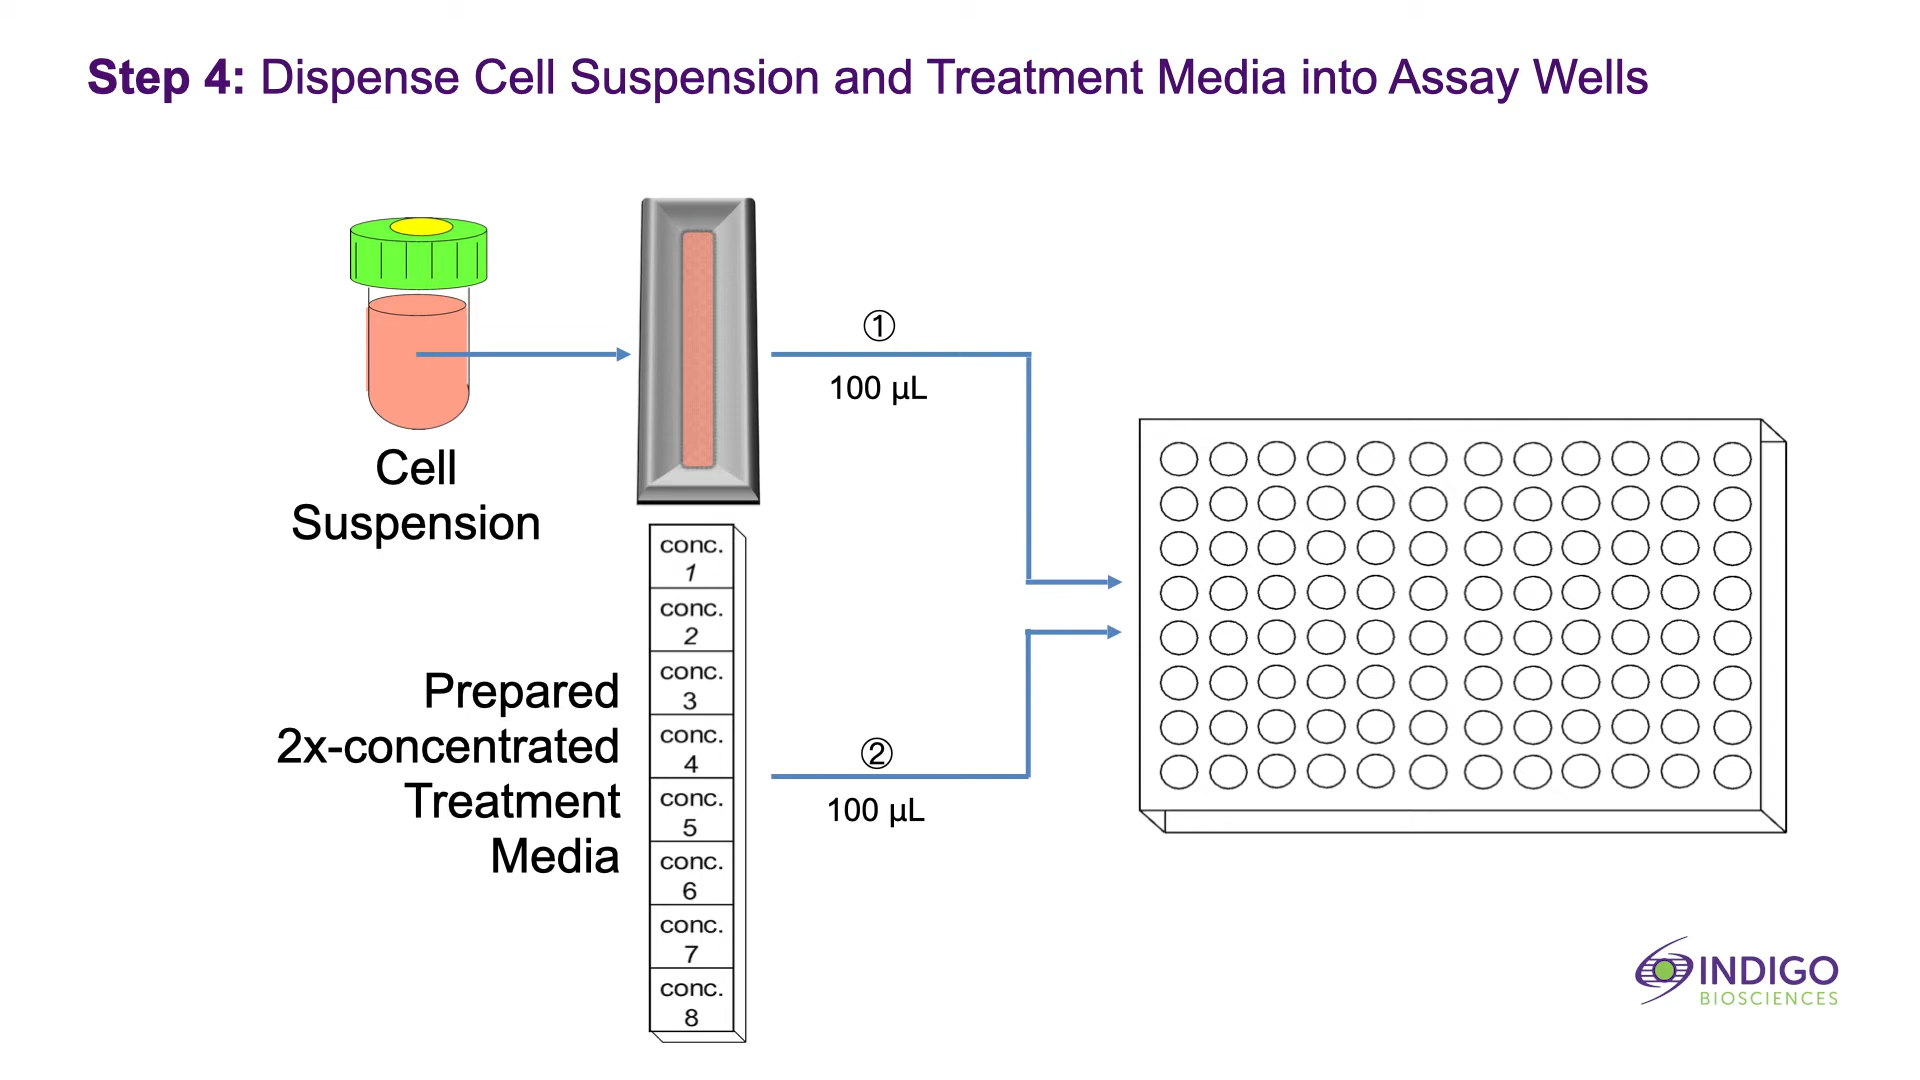 Step 4: Dispense Cell Suspension and Treatment Media into Assay Wells
①
100 µL
Cell
Suspension
conc.
1
conc.
2
conc.
3
conc.
4
conc.
5
conc.
6
conc.
7
conc.
8
Prepared
2x-concentrated
Treatment
Media
②
100 µL
INDIGO
BIOSCIENCES